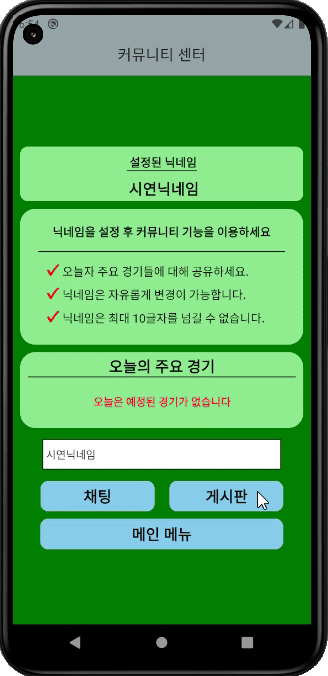 커뮤니티 센터
설정된 닉네임
시연닉네임
닉네임을 설정 후 커뮤니티 기능을 이용하세요
오늘자 주요 경기들에 대해 공유하세요.
닉네임은 자유롭게 변경이 가능합니다.
닉네임은 최대 10글자를 넘길 수 없습니다.
오늘의 주요 경기
오늘은 예정된 경기가 없습니다
시연닉네임
채팅 게시판
메인 메뉴